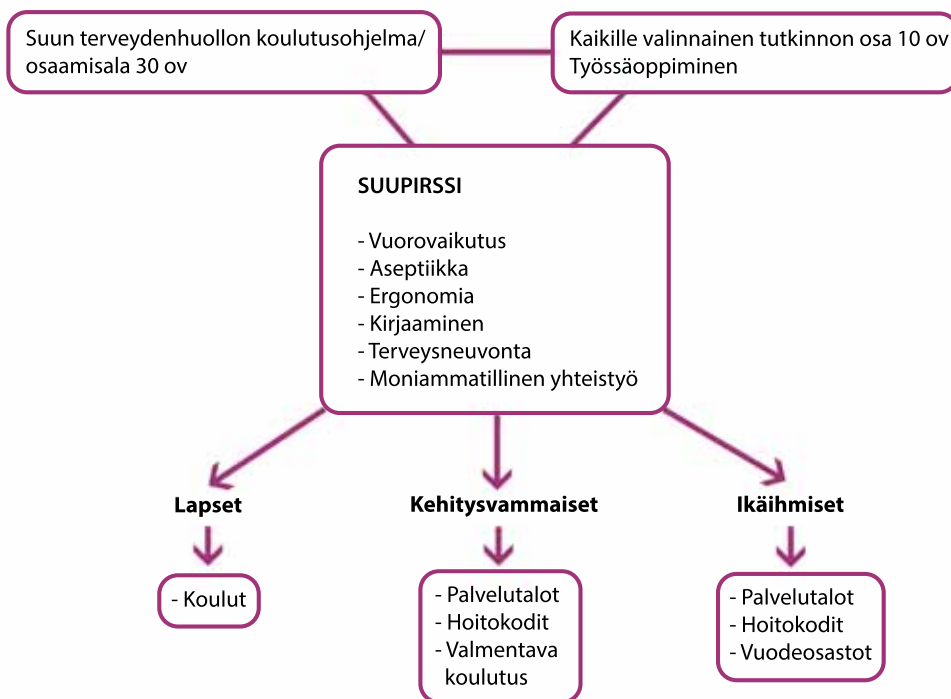 Suun terveydenhuollon koulutusohjelma/
osaamisala 30 ov
Kaikille valinnainen tutkinnon osa 10 ov
Työssäoppiminen
SUUPIRSSI
- Vuorovaikutus
- Aseptiikka
- Ergonomia
- Kirjaaminen
- Terveysneuvonta
- Moniammatillinen yhteistyö
Lapset
- Koulut
Kehitysvammaiset
- Palvelutalot
- Hoitokodit
- Valmentava
koulutus
Ikäihmiset
- Palvelutalot
- Hoitokodit
- Vuodeosastot